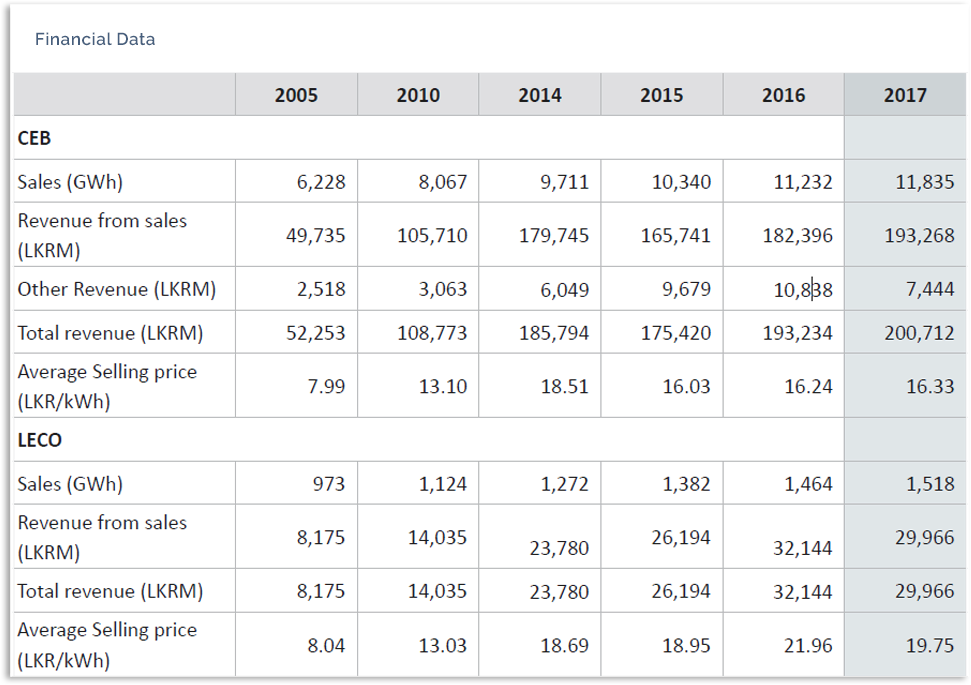 Financial Data
2005 2010 2014 2015 2016 2017
CEB
Sales (GWh) 6,228 8,067 9,711 10,340 11,232 11,835
Revenue from sales
(LKRM) 49,735 105,710 179,745 165,741 182,396 193,268
Other Revenue (LKRM) 2,518 3,063 6,049 9,679 10,838 7,444
Total revenue (LKRM) 52,253 108,773 185,794 175,420 193,234 200,712
Average Selling price
(LKR/kWh) 7.99 13.10 18.51 16.03 16.24 16.33
LECO
Sales (GWh) 973 1,124 1,272 1,382 1,464 1,518
Revenue from sales
(LKRM) 8,175 14,035 23,780 26,194 32,144 29,966
Total revenue (LKRM) 8,175 14,035 23,780 26,194 32,144 29,966
Average Selling price
(LKR/kWh) 8.04 13.03 18.69 18.95 21.96 19.75